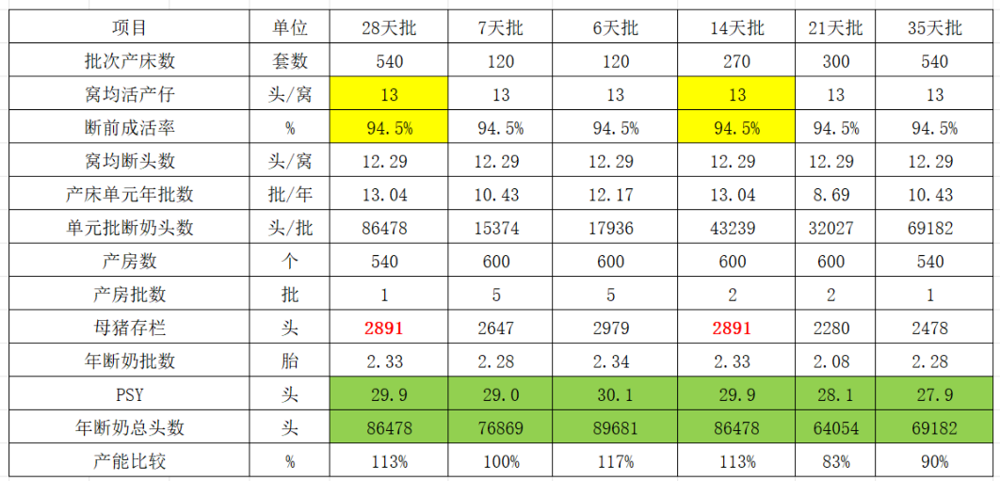 项目 单位 28天批 7天批 6天批 14天批 21天批 35天批
批次产床数 套数 540 120 120 270 300 540
窝均活产仔 头/窝 13 13 13 13 13 13
断前成活率 % 94.5% 94.5% 94.5% 94.5% 94.5% 94.5%
窝均断头数 头/窝 12.29 12.29 12.29 12.29 12.29 12.29
产床单元年批数 批/年 13.04 10.43 12.17 13.04 8.69 10.43
单元批断奶头数 头/批 86478 15374 17936 43239 32027 69182
产房数 个 540 600 600 600 600 540
产房批数 批 1 5 5 2 2 1
母猪存栏 头 2891 2647 2979 2891 2280 2478
年断奶批数 胎 2.33 2.28 2.34 2.33 2.08 2.28
PSY 头 29.9 29.0 30.1 29.9 28.1 27.9
年断奶总头数 头 86478 76869 89681 86478 64054 69182
产能比较 % 113% 100% 117% 113% 83% 90%